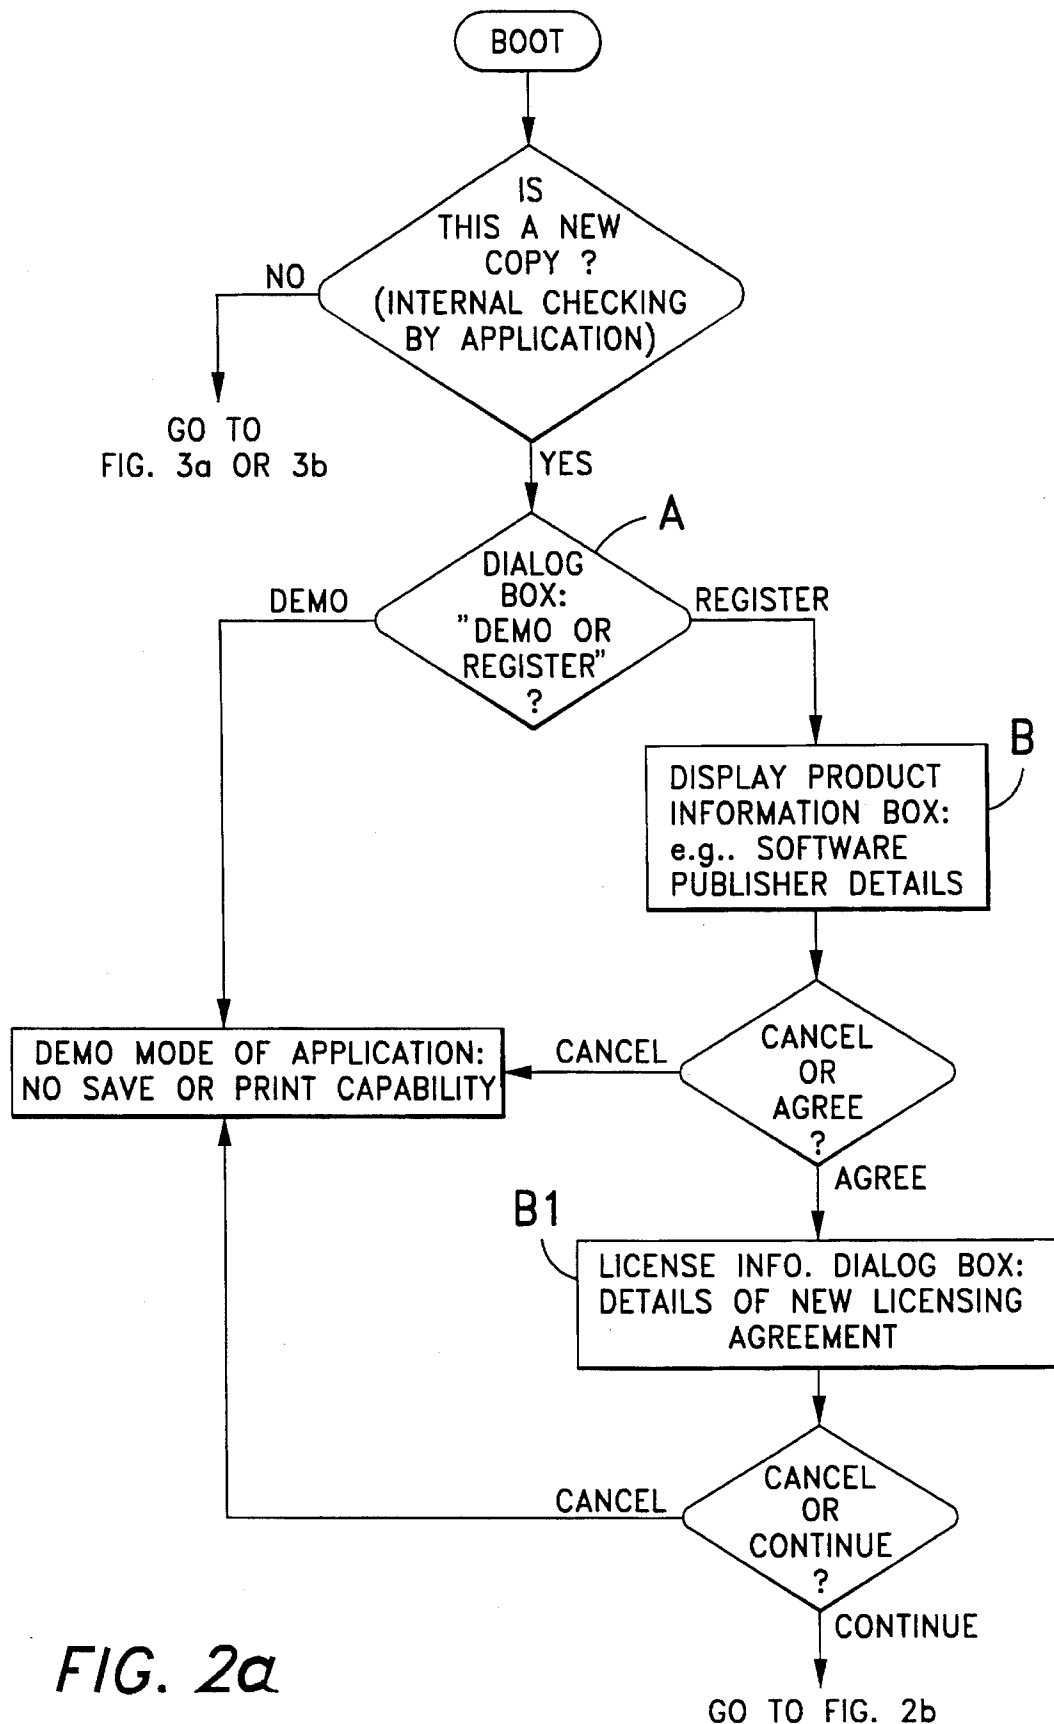 BOOT
IS
THIS A NEW
COPY ?
(INTERNAL CHECKING
BY APPLICATION)
NO
GO TO
FIG. 3a OR 3b
YES
A
DIALOG
BOX:
"DEMO OR
REGISTER"
?
DEMO
REGISTER
B
DISPLAY PRODUCT
INFORMATION BOX:
e.g.. SOFTWARE
PUBLISHER DETAILS
DEMO MODE OF APPLICATION:
NO SAVE OR PRINT CAPABILITY
CANCEL
CANCEL
OR
AGREE
?
AGREE
B1
LICENSE INFO. DIALOG BOX:
DETAILS OF NEW LICENSING
AGREEMENT
CANCEL
CANCEL
OR
CONTINUE
?
CONTINUE
GO TO FIG. 2b
FIG. 2a